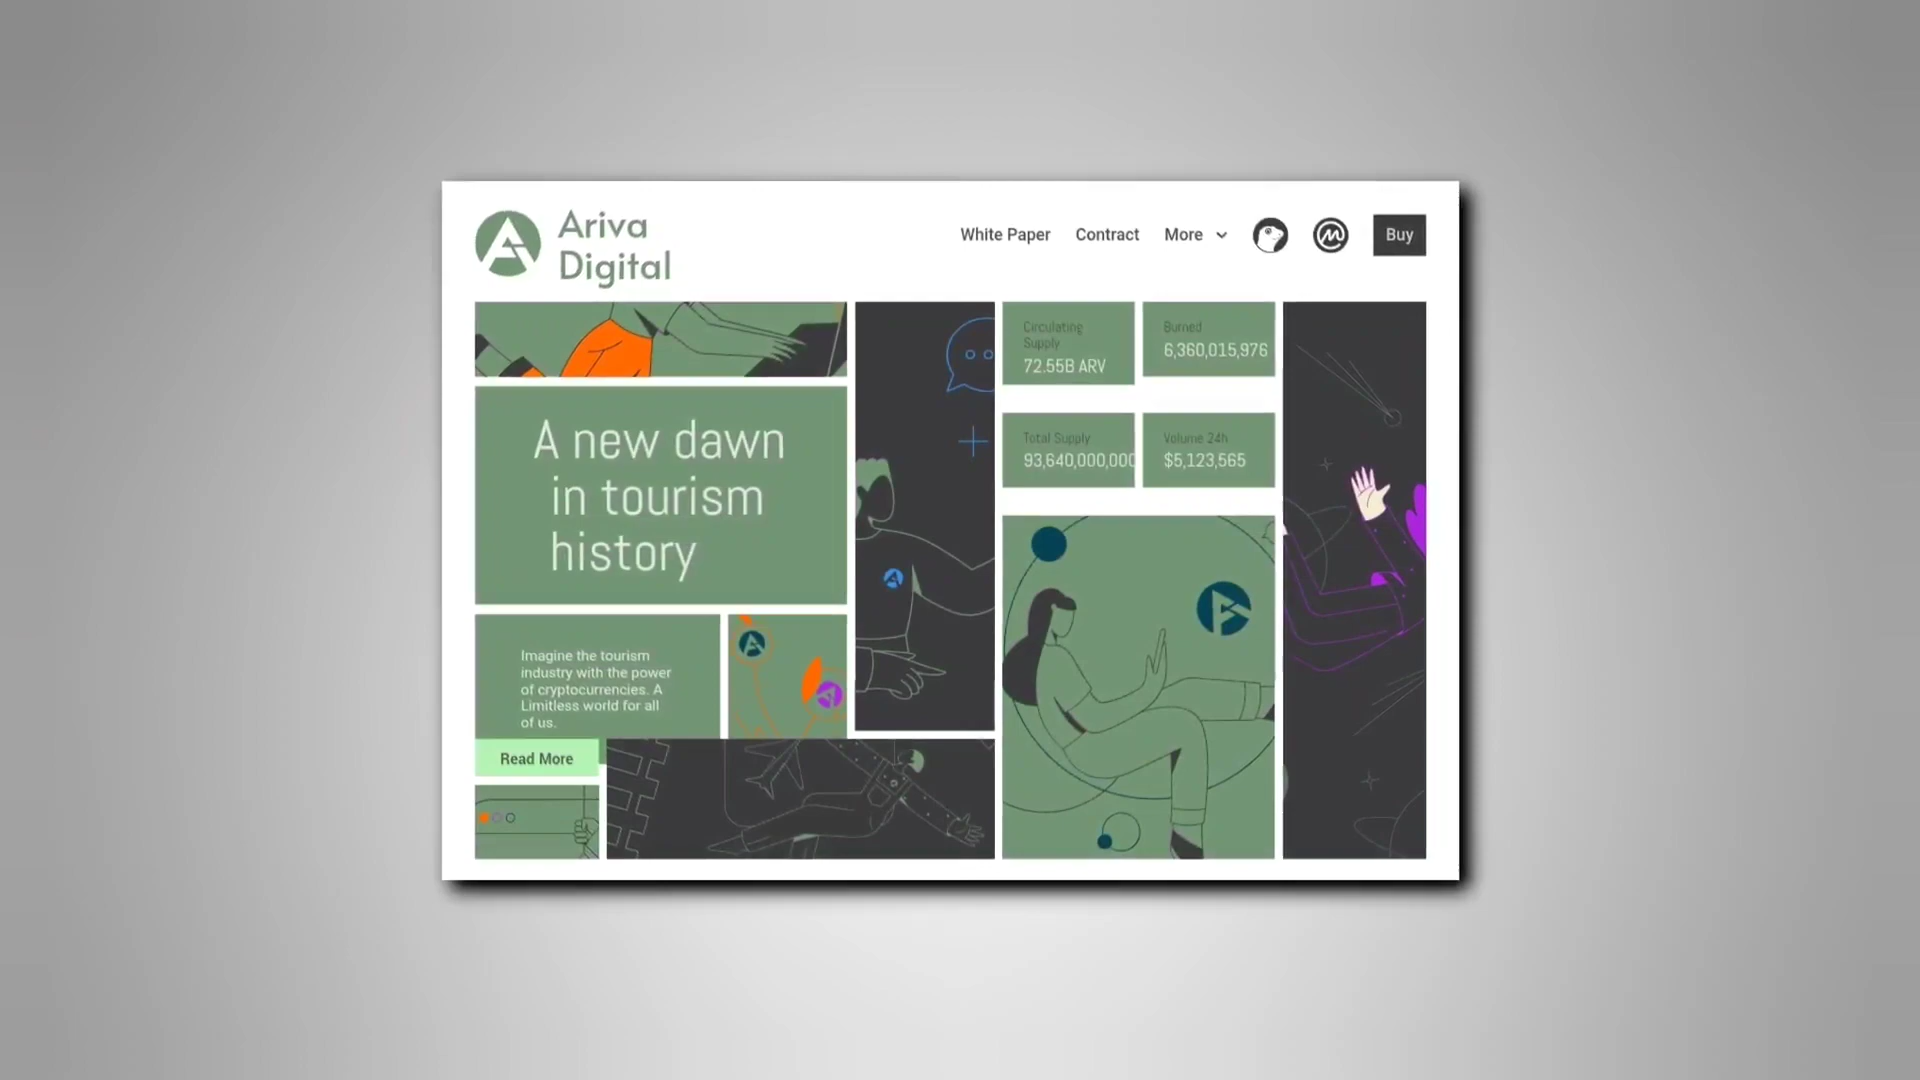 Ariva
Digital
White Paper
Contract
More
Buy
A new dawn
in tourism
history
Imagine the tourism
industry with the power
of cryptocurrencies. A
Limitless world for all
of us.
Read More
Circulating
Supply
72.55B ARV
Burned
6,360,015,976
Total Supply
93,640,000,000
Volume 24h
$5,123,565